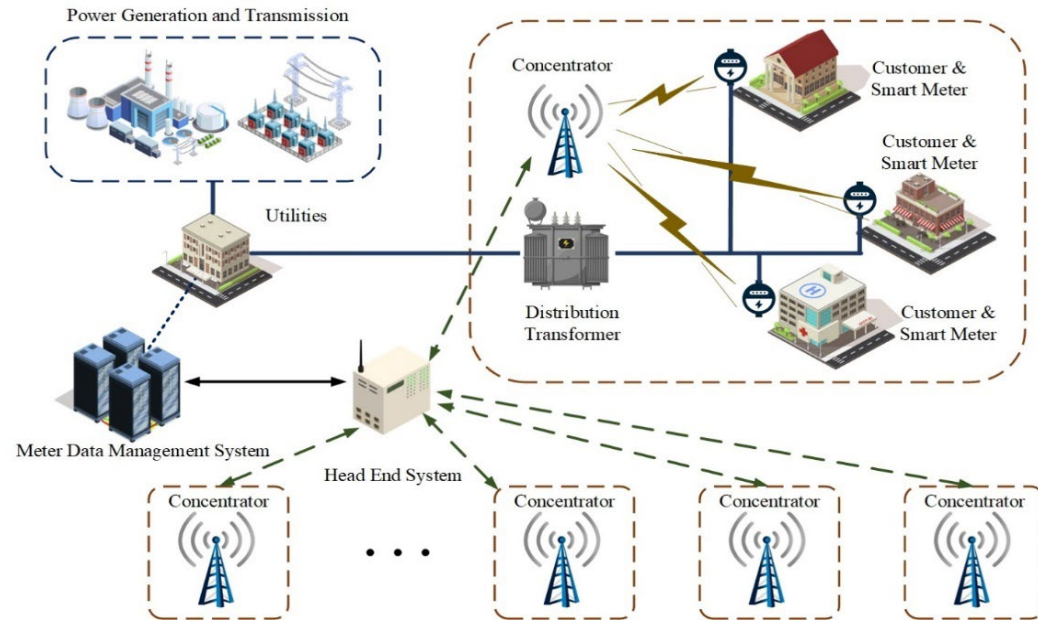 Power Generation and Transmission
Concentrator
Customer &
Smart Meter
Customer &
Smart Meter
Utilities
Distribution
Transformer
Customer &
Smart Meter
H
Meter Data Management System
Head End System
Concentrator
Concentrator
Concentrator
Concentrator